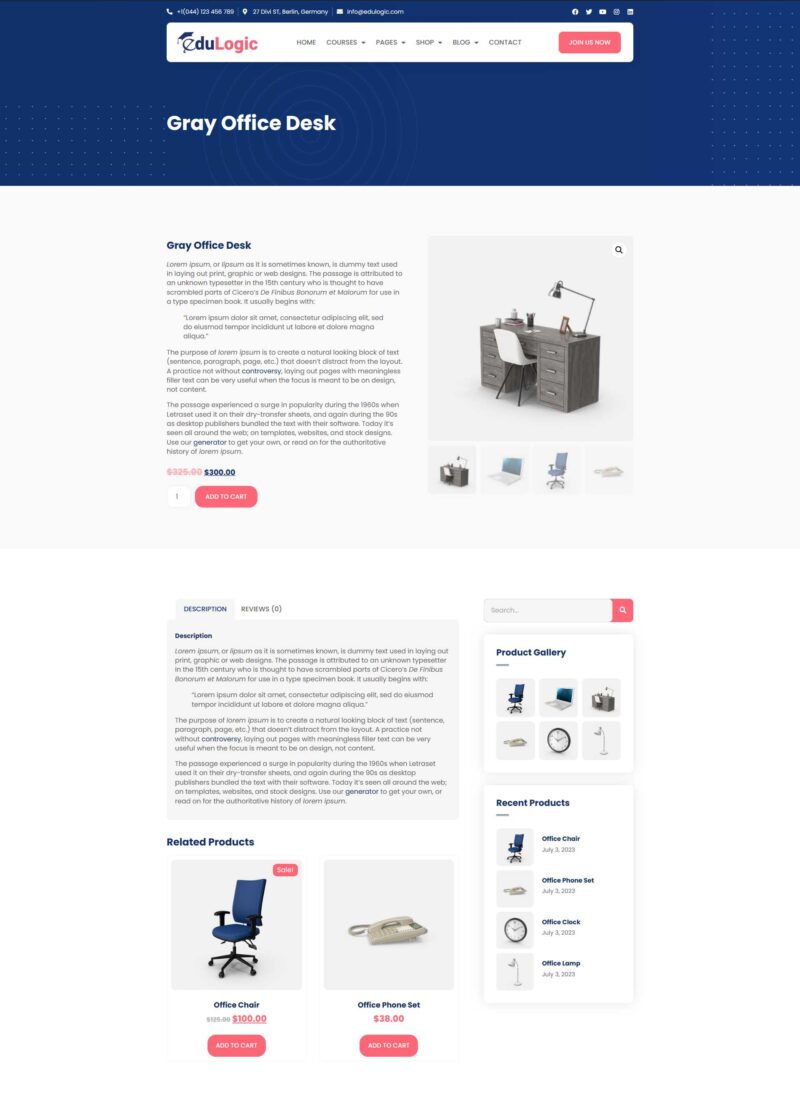 +1(044) 123 456 789
27 Divi ST, Berlin, Germany
info@edulogic.com
eduLogic
HOME COURSES PAGES SHOP BLOG CONTACT
JOIN US NOW
Gray Office Desk
Gray Office Desk
Lorem ipsum, or lipsum as it is sometimes known, is dummy text used
in laying out print, graphic or web designs. The passage is attributed to
an unknown typesetter in the 15th century who is thought to have
scrambled parts of Cicero's De Finibus Bonorum et Malorum for use in
a type specimen book. It usually begins with:
“Lorem ipsum dolor sit amet, consectetur adipiscing elit, sed
do eiusmod tempor incididunt ut labore et dolore magna
aliqua.”
The purpose of lorem ipsum is to create a natural looking block of text
(sentence, paragraph, page, etc.) that doesn't distract from the layout.
A practice not without controversy, laying out pages with meaningless
filler text can be very useful when the focus is meant to be on design,
not content.
The passage experienced a surge in popularity during the 1960s when
Letraset used it on their dry-transfer sheets, and again during the 90s
as desktop publishers bundled the text with their software. Today it's
seen all around the web; on templates, websites, and stock designs.
Use our generator to get your own, or read on for the authoritative
history of lorem ipsum.
$325.00 $300.00
1
ADD TO CART
DESCRIPTION
REVIEWS (0)
Description
Lorem ipsum, or lipsum as it is sometimes known, is dummy text used in laying out
print, graphic or web designs. The passage is attributed to an unknown typesetter
in the 15th century who is thought to have scrambled parts of Cicero's De Finibus
Bonorum et Malorum for use in a type specimen book. It usually begins with:
“Lorem ipsum dolor sit amet, consectetur adipiscing elit, sed do eiusmod
tempor incididunt ut labore et dolore magna aliqua.”
The purpose of lorem ipsum is to create a natural looking block of text (sentence,
paragraph, page, etc.) that doesn't distract from the layout. A practice not
without controversy, laying out pages with meaningless filler text can be very
useful when the focus is meant to be on design, not content.
The passage experienced a surge in popularity during the 1960s when Letraset
used it on their dry-transfer sheets, and again during the 90s as desktop
publishers bundled the text with their software. Today it's seen all around the web;
on templates, websites, and stock designs. Use our generator to get your own, or
read on for the authoritative history of lorem ipsum.
Related Products
Sale!
Office Chair
$125.00 $100.00
ADD TO CART
Office Phone Set
$38.00
ADD TO CART
Search...
Product Gallery
Recent Products
Office Chair
July 3, 2023
Office Phone Set
July 3, 2023
Office Clock
July 3, 2023
Office Lamp
July 3, 2023